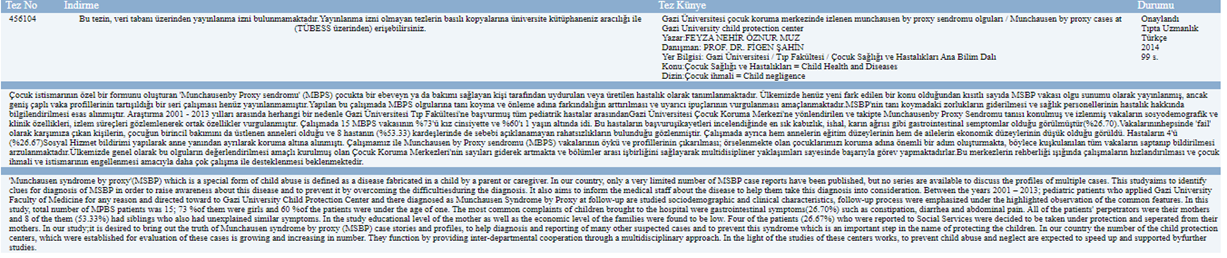 Tez No İndirme Tez Künye Durumu
456104 Bu tezin, veri tabanı üzerinden yayınlanma izni bulunmamaktadır.Yayınlanma izni olmayan tezlerin basılı kopyalarına üniversite kütüphaneniz aracılığı ile
(TÜBESS üzerinden) erişebilirsiniz.
Gazi Üniversitesi çocuk koruma merkezinde izlenen munchausen by proxy sendromu olguları / Munchausen by proxy cases at
Gazi University child protection center
Yazar:FEYZA NEHİR ÖZNUR MUZ
Danışman: PROF. DR. FİGEN ŞAHİN
Yer Bilgisi: Gazi Üniversitesi / Tıp Fakültesi / Çocuk Sağlığı ve Hastalıkları Ana Bilim Dalı
Konu:Çocuk Sağlığı ve Hastalıkları = Child Health and Diseases
Dizin:Çocuk ihmali = Child negligence
Onaylandı
Tıpta Uzmanlık
Türkçe
2014
99 s.
Çocuk istismarının özel bir formunu oluşturan 'Munchausenby Proxy Sendromu' (MBPS) çocukta bir ebeveyn ya da bakımı sağlayan kişi tarafından uydurulan veya üretilen hastalık olarak tanımlanmaktadır. Ülkemizde henüz yeni fark edilen bir konu olduğundan kısıtlı sayıda MSBP vakası olgu sunumu olarak yayınlanmış, ancak
geniş çaplı vaka profillerinin tartışıldığı bir seri çalışması henüz yayınlanmamıştır.Yapılan bu çalışmada MBPS olgularına tanı koyma ve önleme adına farkındalığın arttırılması ve uyarıcı ipuçlarının vurgulanması amaçlanmaktadır.MSBP'nin tanı koymadaki zorlukların giderilmesi ve sağlık personellerinin hastalık hakkında
bilgilendirilmesi esas alınmıştır. Araştırma 2001 - 2013 yılları arasında herhangi bir nedenle Gazi Üniversitesi Tıp Fakültesi'ne başvurmuş tüm pediatrik hastalar arasındanGazi Üniversitesi Çocuk Koruma Merkezi'ne yönlendirilen ve takipte Munchausenby Proxy Sendromu tanısı konulmuş ve izlenmiş vakaların sosyodemografik ve
klinik özellikleri, izlem süreçleri gözlemlenerek ortak özellikler vurgulanmıştır. Çalışmada 15 MBPS vakasının %73'ü kız cinsiyette ve %60'ı 1 yaşın altında idi. Bu hastaların başvuruşikayetleri incelendiğinde en sık kabızlık, ishal, karın ağrısı gibi gastrointestinal semptomlar olduğu görülmüştür(%26.70). Vakalarınınhepsinde 'fail'
olarak karşımıza çıkan kişilerin, çocuğun birincil bakımını da üstlenen anneleri olduğu ve 8 hastanın (%53.33) kardeşlerinde de sebebi açıklanamayan rahatsızlıkların bulunduğu gözlenmiştir. Çalışmada ayrıca hem annelerin eğitim düzeylerinin hem de ailelerin ekonomik düzeylerinin düşük olduğu görüldü. Hastaların 4'ü
(%26.67)Sosyal Hizmet bildirimi yapılarak anne yanından ayırılarak koruma altına alınmıştı. Çalışmamız ile Munchausen by Proxy Sendromu (MSBP) vakalarının öykü ve profillerinin çıkarılması; örselenmekte olan çocuklarımızı koruma adına önemli bir adım oluşturmakta, böylece kuşkulanılan tüm vakaların saptanıp bildirilmesi
arzulanmaktadır.Ülkemizde genel olarak bu olguların değerlendirilmesi amaçlı kurulmuş olan Çocuk Koruma Merkezleri'nin sayıları giderek artmakta ve bölümler arası işbirliğini sağlayarak multidisipliner yaklaşımları sayesinde başarıyla görev yapmaktadırlar.Bu merkezlerin rehberliği ışığında çalışmaların hızlandırılması ve çocuk
ihmali ve istismarının engellenmesi amacıyla daha çok çalışma ile desteklenmesi beklenmektedir.
'Munchausen syndrome by proxy'(MSBP) which is a special form of child abuse is defined as a disease fabricated in a child by a parent or caregiver. In our country, only a very limited number of MSBP case reports have been published, but no series are available to discuss the profiles of multiple cases. This studyaims to identify
clues for diagnosis of MSBP in order to raise awareness about this disease and to prevent it by overcoming the difficultiesduring the diagnosis. It also aims to inform the medical staff about the disease to help them take this diagnosis into consideration. Between the years 2001 – 2013; pediatric patients who applied Gazi University
Faculty of Medicine for any reason and directed toward to Gazi University Child Protection Center and there diagnosed as Munchausen Syndrome by Proxy at follow-up are studied sociodemographic and clinical characteristics, follow-up process were emphasized under the highlighted observation of the common features. In this
study, total number of MPBS patients was 15; 73 %of them were girls and 60 %of the patients were under the age of one. The most common complaints of children brought to the hospital were gastrointestinal symptoms(26.70%) such as constipation, diarrhea and abdominal pain. All of the patients' perpetrators were their mothers
and 8 of the them (53.33%) had siblings who also had unexplained similar symptoms. In the study educational level of the mother as well as the economic level of the families were found to be low. Four of the patients (26.67%) who were reported to Social Services were decided to be taken under protection and seperated from their
mothers. In our study;it is desired to bring out the truth of Munchausen syndrome by proxy (MSBP) case stories and profiles, to help diagnosis and reporting of many other suspected cases and to prevent this syndrome which is an important step in the name of protecting the children. In our country the number of the child protection
centers, which were established for evaluation of these cases is growing and increasing in number. They function by providing inter-departmental cooperation through a multidisciplinary approach. In the light of the studies of these centers works, to prevent child abuse and neglect are expected to speed up and supported byfurther
studies.